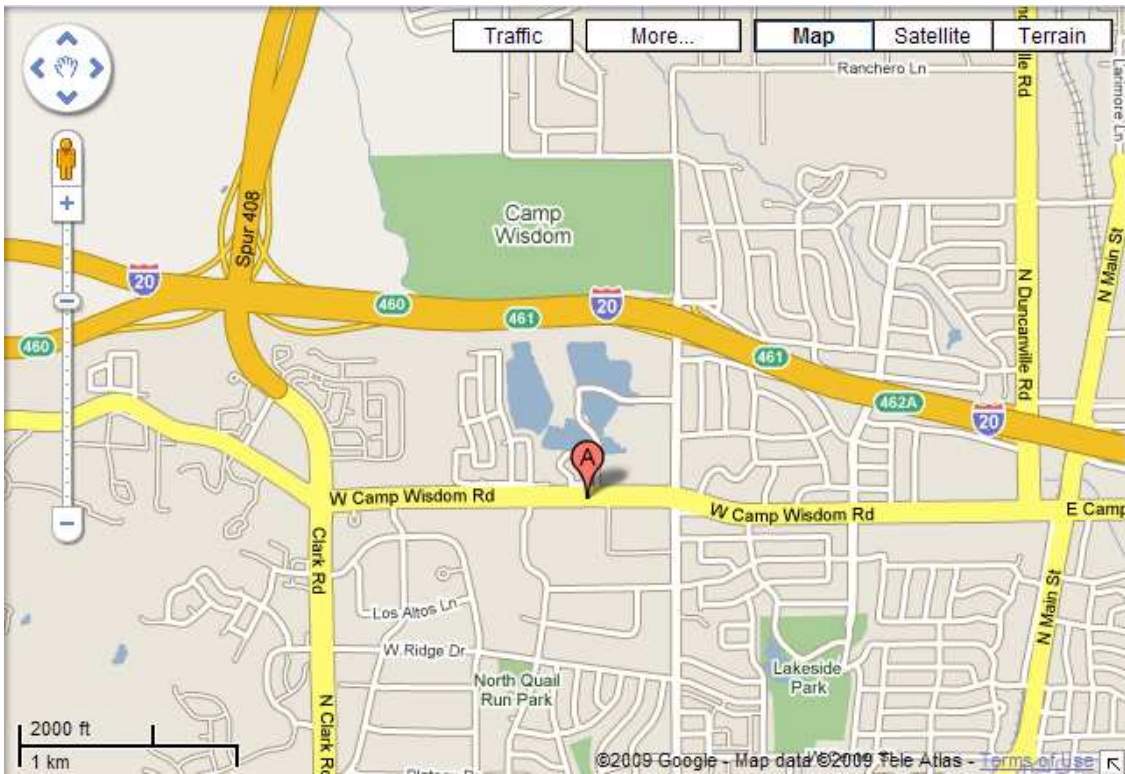 Traffic
More...
Map
Satellite
Terrain
Ranchero Ln
Larimore Ln
Spur 408
Camp
Wisdom
20
460
461
20
N Main St
N Duncanville Rd
460
461
462A
20
A
W Camp Wisdom Rd
W Camp Wisdom Rd
E Camp
Clark Rd
Los Altos Ln
W Ridge Dr
N Main St
North Quail
Run Park
Lakeside
Park
N Clark Rd
2000 ft
1 km
©2009 Google - Map data ©2009 Tele Atlas - Terms of Use